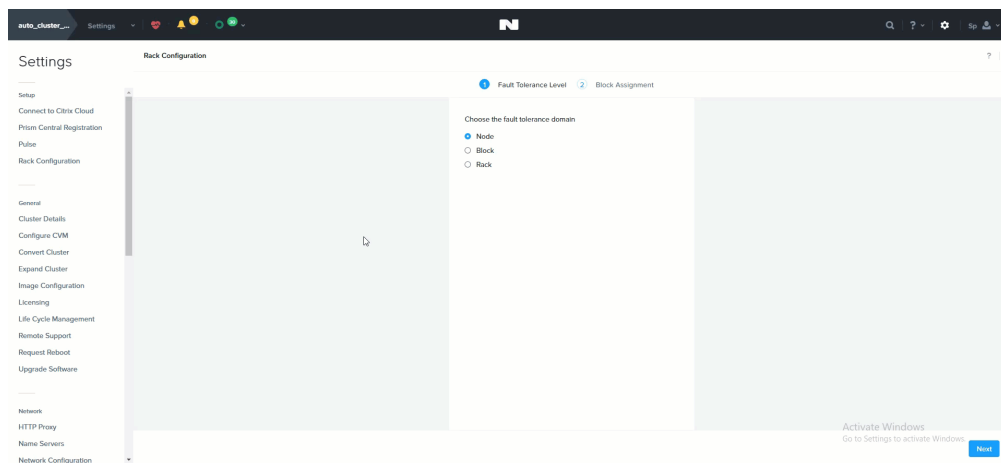 auto_cluster_... Settings 4 30 ? Sp
Settings
Rack Configuration ?
1 Fault Tolerance Level 2 Block Assignment
Setup
Connect to Citrix Cloud
Prism Central Registration
Pulse
Rack Configuration
General
Cluster Details
Configure CVM
Convert Cluster
Expand Cluster
Image Configuration
Licensing
Life Cycle Management
Remote Support
Request Reboot
Upgrade Software
Network
HTTP Proxy
Name Servers
Network Configuration
Choose the fault tolerance domain
Node
Block
Rack
Activate Windows
Go to Settings to activate Windows.
Next